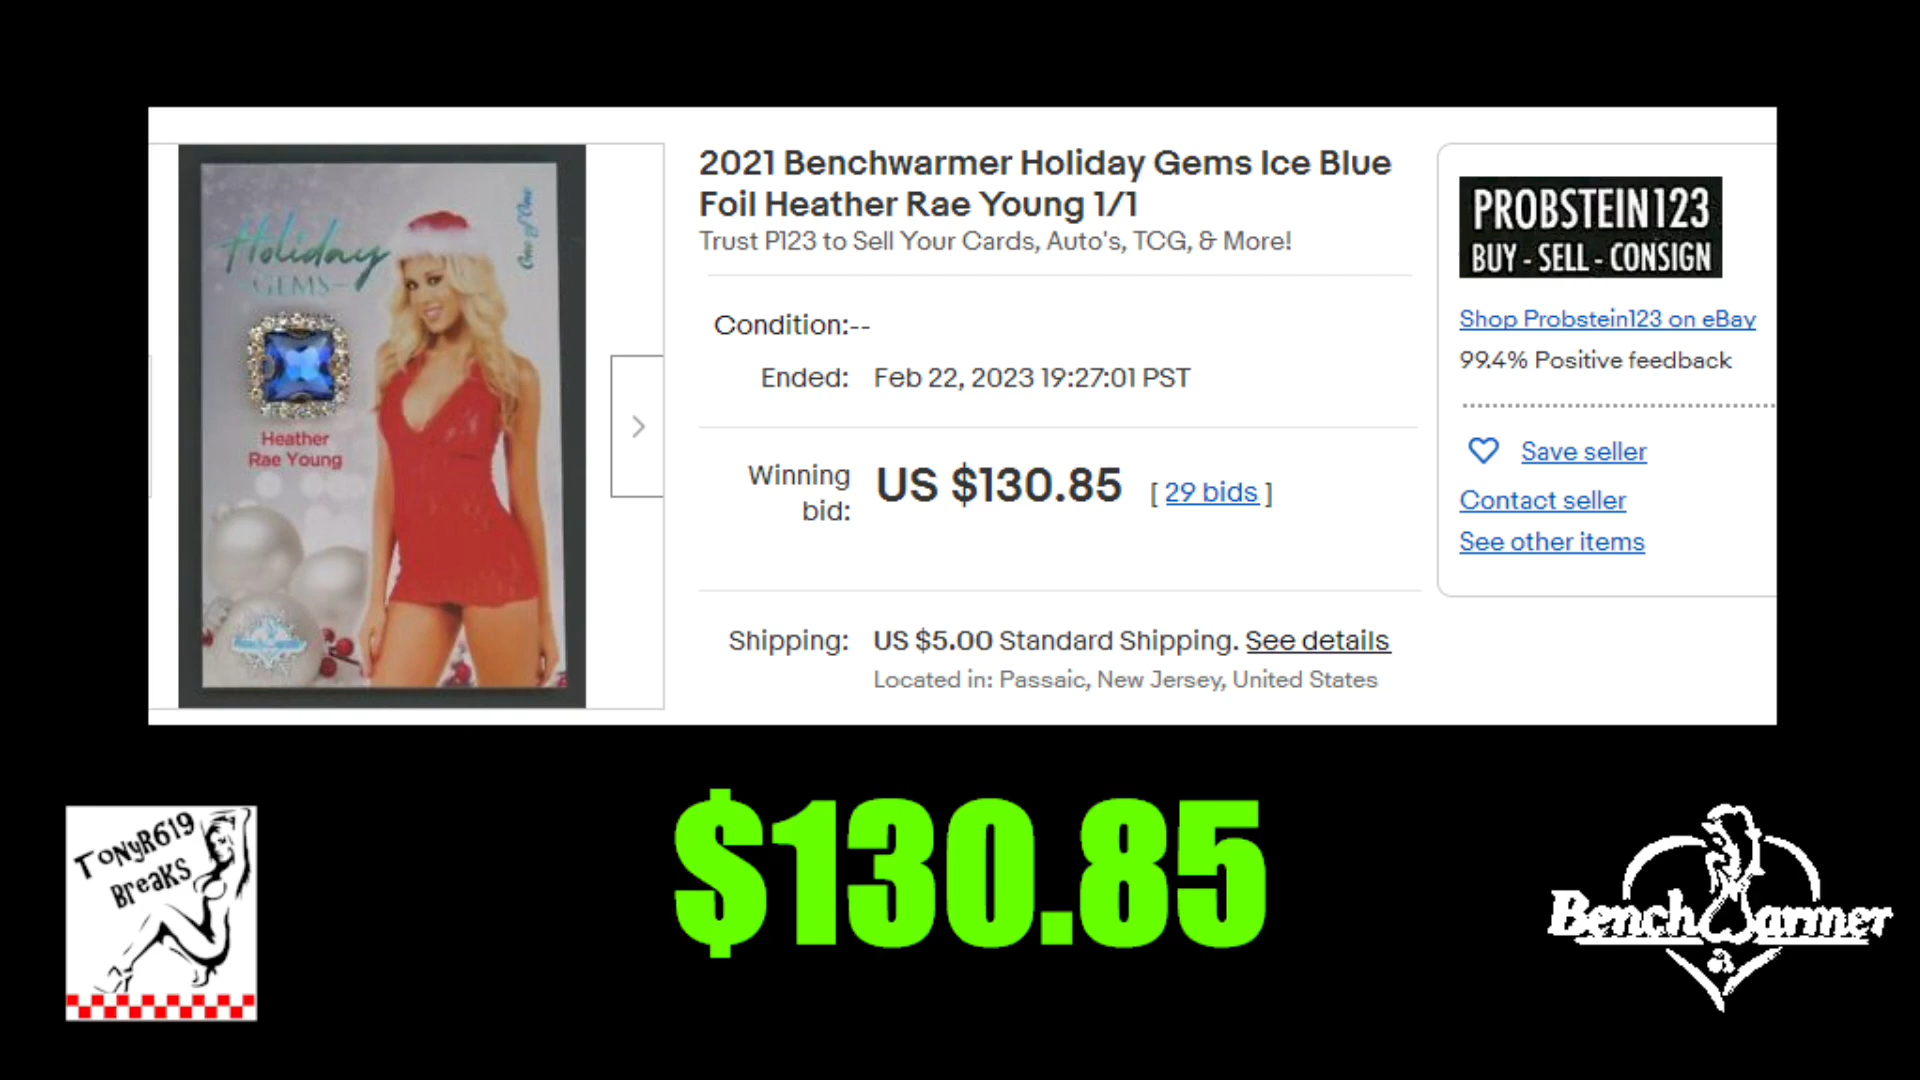 Holiday
GEMS
One of One
Heather
Rae Young
2021 Benchwarmer Holiday Gems Ice Blue
Foil Heather Rae Young 1/1
Trust P123 to Sell Your Cards, Auto's, TCG, & More!
Condition:--
Ended: Feb 22, 2023 19:27:01 PST
Winning
bid: US $130.85 [ 29 bids ]
Shipping: US $5.00 Standard Shipping. See details
Located in: Passaic, New Jersey, United States
PROBSTEIN123
BUY - SELL - CONSIGN
Shop Probstein123 on eBay
99.4% Positive feedback
Save seller
Contact seller
See other items
TonyR619
Breaks
$130.85
BenchWarmer